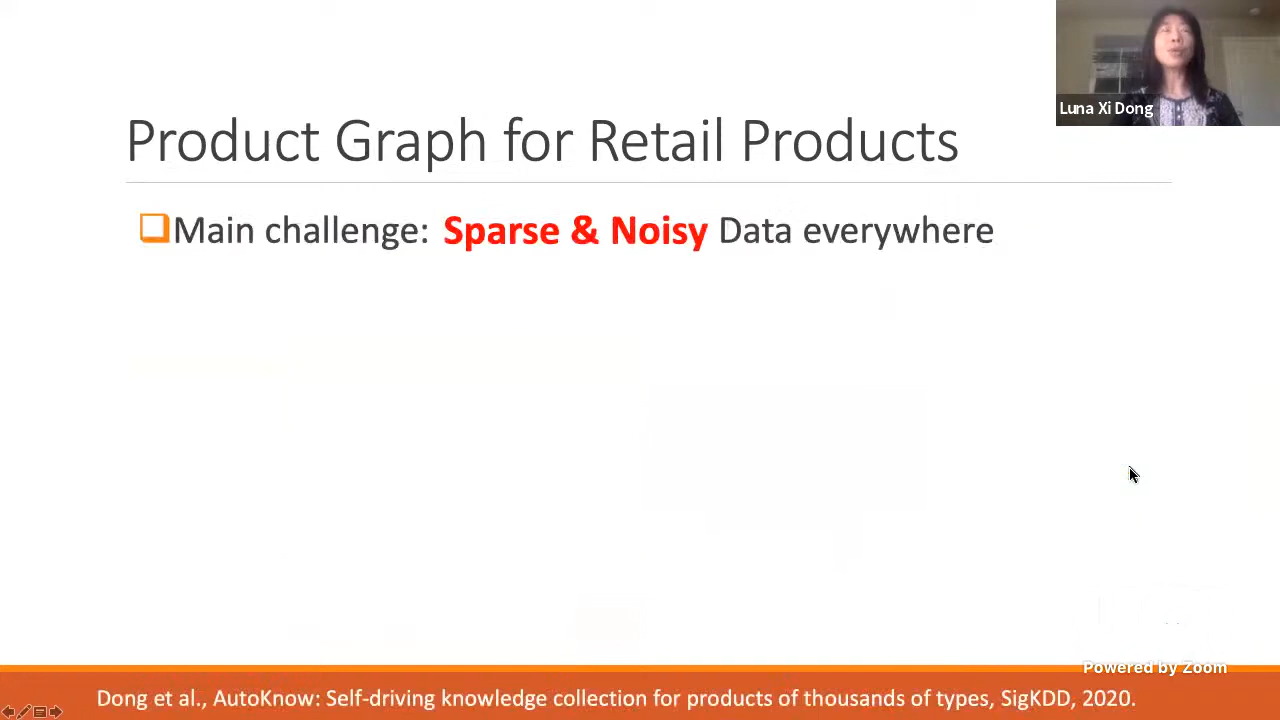 Luna Xi Dong
Product Graph for Retail Products
Main challenge: Sparse & Noisy Data everywhere
Powered by Zoom
Dong et al., AutoKnow: Self-driving knowledge collection for products of thousands of types, SigKDD, 2020.